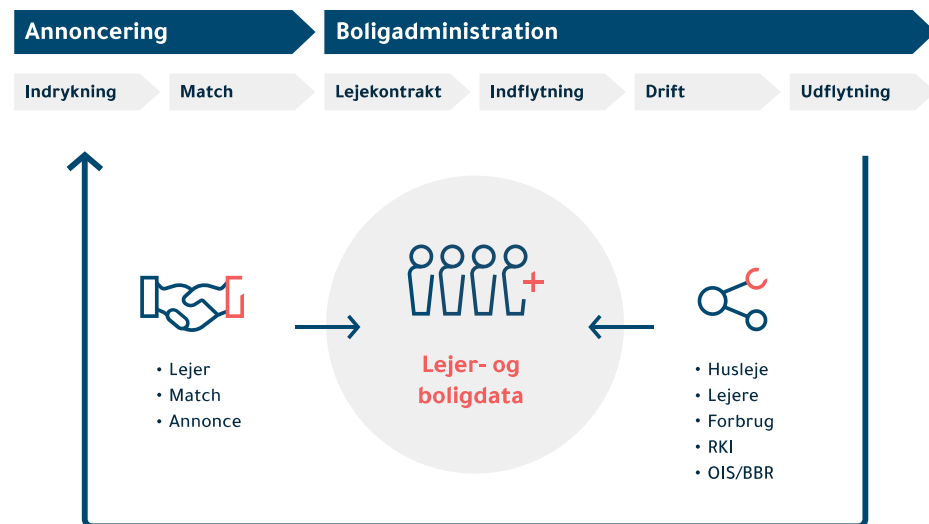 Annoncering
Boligadministration
Indrykning
Match
Lejekontrakt
Indflytning
Drift
Udflytning
• Lejer
• Match
• Annonce
Lejer- og
boligdata
• Husleje
• Lejere
• Forbrug
• RKI
• OIS/BBR